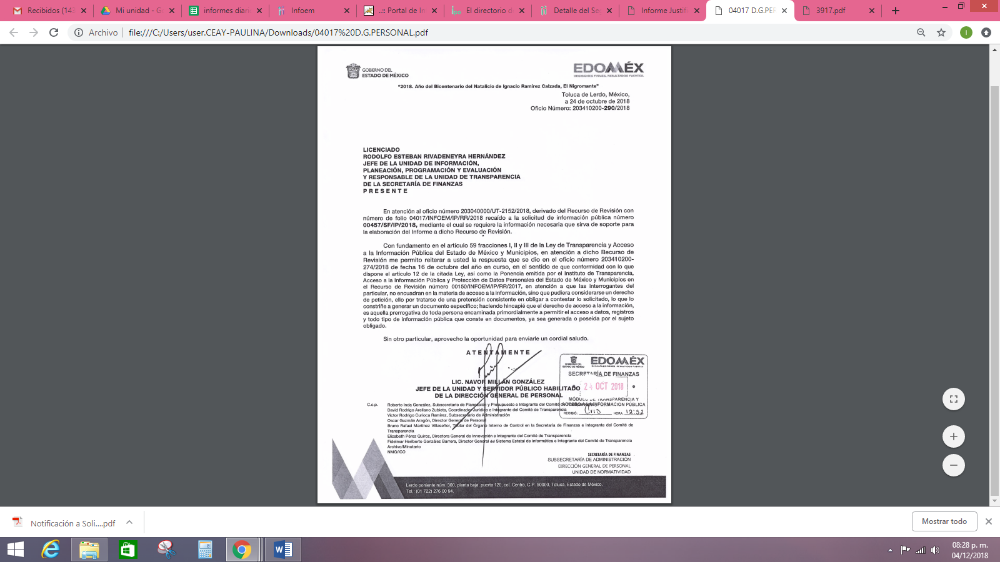 Recibidos (143
Mi unidad - Go
informes diari
Infoem
..:: Portal de In
El directorio d
Detalle del Se
Informe Justifi
04017 D.G.PER
3917.pdf
Archivo
file:///C:/Users/user.CEAY-PAULINA/Downloads/04017%20D.G.PERSONAL.pdf
GOBIERNO DEL
ESTADO DE MÉXICO
EDOMÉX
DECISIONES FIRMES, RESULTADOS FUERTES.
"2018. Año del Bicentenario del Natalicio de Ignacio Ramírez Calzada, El Nigromante"
Toluca de Lerdo, México,
a 24 de octubre de 2018
Oficio Número: 203410200-290/2018
LICENCIADO
RODOLFO ESTEBAN RIVADENEYRA HERNÁNDEZ
JEFE DE LA UNIDAD DE INFORMACIÓN,
PLANEACIÓN, PROGRAMACIÓN Y EVALUACIÓN
Y RESPONSABLE DE LA UNIDAD DE TRANSPARENCIA
DE LA SECRETARÍA DE FINANZAS
P R E S E N T E
En atención al oficio número 203040000/UT-2152/2018, derivado del Recurso de Revisión con
número de folio 04017/INFOEM/IP/RR/2018 recaído a la solicitud de información pública número
00457/SF/IP/2018, mediante el cual se requiere la información necesaria que sirva de soporte para
la elaboración del Informe a dicho Recurso de Revisión.
Con fundamento en el artículo 59 fracciones I, II y III de la Ley de Transparencia y Acceso
a la Información Pública del Estado de México y Municipios, en atención a dicho Recurso de
Revisión me permito reiterar a usted la respuesta que se dio en el oficio número 203410200-
274/2018 de fecha 16 de octubre del año en curso, en el sentido de que conformidad con lo que
dispone el artículo 12 de la citada Ley, así como la Ponencia emitida por el Instituto de Transparencia,
Acceso a la Información Pública y Protección de Datos Personales del Estado de México y Municipios en
el Recurso de Revisión número 00150/INFOEM/IP/RR/2017, en atención a que las interrogantes del
particular, no encuadran en la materia de acceso a la información, sino que pudiera considerarse un derecho
de petición, ello por tratarse de una pretensión consistente en obligar a contestar lo solicitado, lo que lo
constriñe a generar un documento específico; haciendo hincapié que el derecho de acceso a la información,
es aquella prerrogativa de toda persona encaminada primordialmente a permitir el acceso a datos, registros
y todo tipo de información pública que conste en documentos, ya sea generada o poseída por el sujeto
obligado.
Sin otro particular, aprovecho la oportunidad para enviarle un cordial saludo.
A T E N T A M E N T E
LIC. NAVOR MILLÁN GONZÁLEZ
JEFE DE LA UNIDAD Y SERVIDOR PÚBLICO HABILITADO
DE LA DIRECCIÓN GENERAL DE PERSONAL
GOBIERNO DEL
ESTADO DE MÉXICO
EDOMÉX
DECISIONES FIRMES, RESULTADOS FUERTES
SECRETARÍA DE FINANZAS
24 OCT 2018
MÓDULO DE TRANSPARENCIA Y
ACCESO A LA INFORMACION PÚBLICA
RECIBIÓ: Cris HORA 12:52
C.c.p. Roberto Inda González, Subsecretario de Planeación y Presupuesto e Integrante del Comité de Transparencia
David Rodrigo Arellano Zubieta, Coordinador Jurídico e Integrante del Comité de Transparencia
Víctor Rodrigo Curioca Ramírez, Subsecretario de Administración
Oscar Guzmán Aragón, Director General de Personal
Bruno Rafael Martínez Villaseñor, Titular del Órgano Interno de Control en la Secretaría de Finanzas e Integrante del Comité de
Transparencia
Elizabeth Pérez Quiroz, Directora General de Innovación e Integrante del Comité de Transparencia
Fidelmar Heriberto González Barrera, Director General del Sistema Estatal de Informática e Integrante del Comité de Transparencia
Archivo/Minutario
NMG/ICO
SECRETARÍA DE FINANZAS
SUBSECRETARÍA DE ADMINISTRACIÓN
DIRECCIÓN GENERAL DE PERSONAL
UNIDAD DE NORMATIVIDAD
Lerdo poniente núm. 300, planta baja, puerta 120, col. Centro, C.P. 50000, Toluca, Estado de México.
Tel.: (01 722) 276 00 94.
Notificación a Soli....pdf
Mostrar todo
08:28 p. m.
04/12/2018